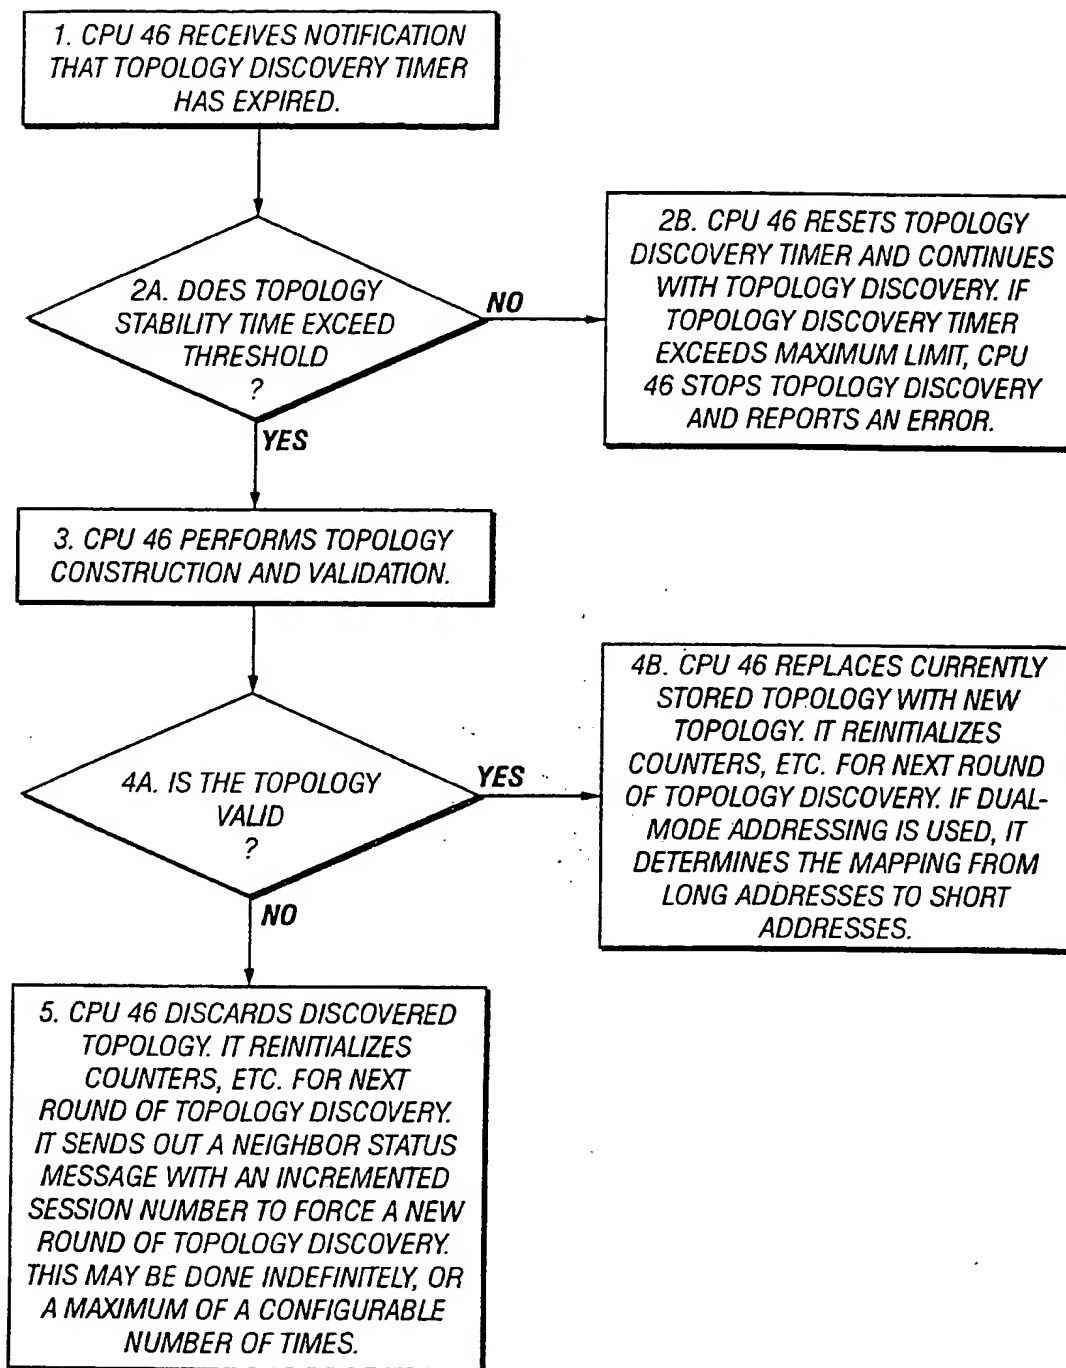 1. CPU 46 RECEIVES NOTIFICATION
THAT TOPOLOGY DISCOVERY TIMER
HAS EXPIRED.
2A. DOES TOPOLOGY
STABILITY TIME EXCEED
THRESHOLD
?
NO
2B. CPU 46 RESETS TOPOLOGY
DISCOVERY TIMER AND CONTINUES
WITH TOPOLOGY DISCOVERY. IF
TOPOLOGY DISCOVERY TIMER
EXCEEDS MAXIMUM LIMIT, CPU
46 STOPS TOPOLOGY DISCOVERY
AND REPORTS AN ERROR.
YES
3. CPU 46 PERFORMS TOPOLOGY
CONSTRUCTION AND VALIDATION.
4A. IS THE TOPOLOGY
VALID
?
YES
4B. CPU 46 REPLACES CURRENTLY
STORED TOPOLOGY WITH NEW
TOPOLOGY. IT REINITIALIZES
COUNTERS, ETC. FOR NEXT ROUND
OF TOPOLOGY DISCOVERY. IF DUAL-
MODE ADDRESSING IS USED, IT
DETERMINES THE MAPPING FROM
LONG ADDRESSES TO SHORT
ADDRESSES.
NO
5. CPU 46 DISCARDS DISCOVERED
TOPOLOGY. IT REINITIALIZES
COUNTERS, ETC. FOR NEXT
ROUND OF TOPOLOGY DISCOVERY.
IT SENDS OUT A NEIGHBOR STATUS
MESSAGE WITH AN INCREMENTED
SESSION NUMBER TO FORCE A NEW
ROUND OF TOPOLOGY DISCOVERY.
THIS MAY BE DONE INDEFINITELY, OR
A MAXIMUM OF A CONFIGURABLE
NUMBER OF TIMES.